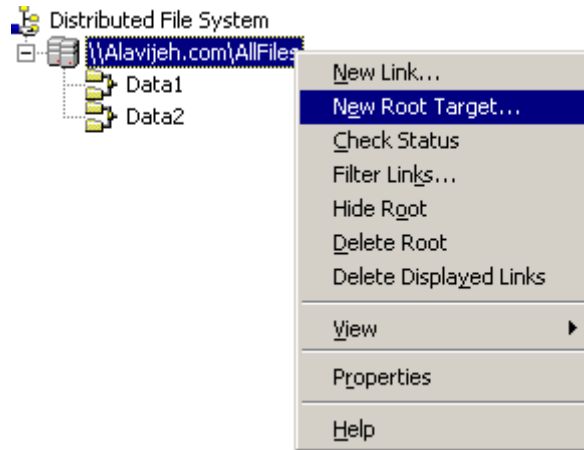 Distributed File System
\\Alavijeh.com\AllFiles
Data1
Data2
New Link...
New Root Target...
Check Status
Filter Links...
Hide Root
Delete Root
Delete Displayed Links
View
Properties
Help